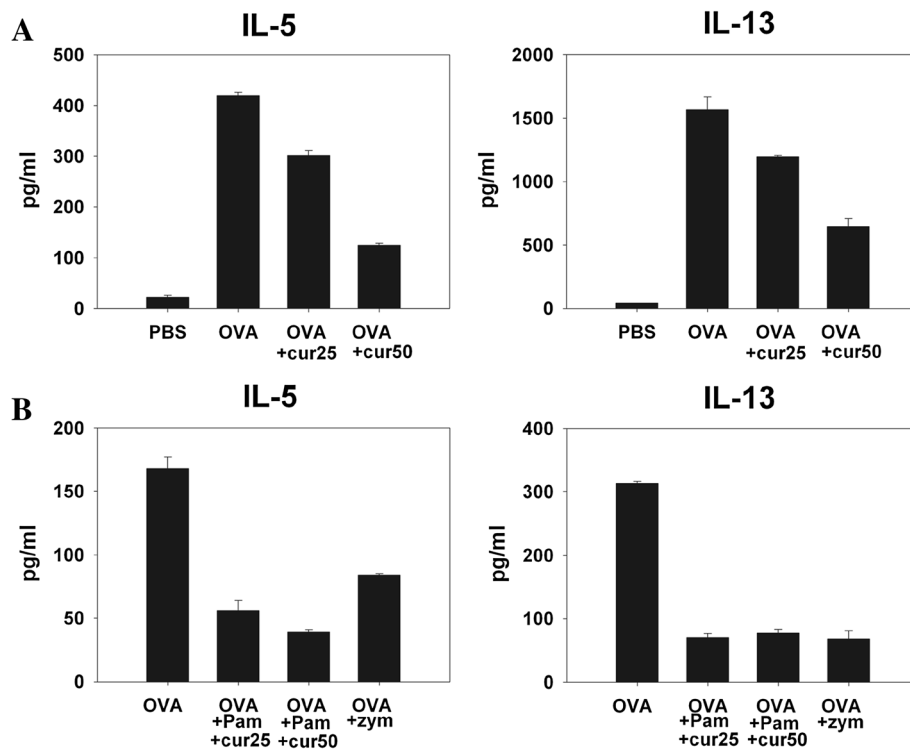 A
IL-5
500
400
300
200
100
0
pg/ml
PBS OVA OVA OVA
+cur25 +cur50
IL-13
2000
1500
1000
500
0
pg/ml
PBS OVA OVA OVA
+cur25 +cur50
B
IL-5
200
150
100
50
0
pg/ml
OVA OVA OVA OVA
+Pam +Pam +zym
+cur25 +cur50
IL-13
400
300
200
100
0
pg/ml
OVA OVA OVA OVA
+Pam +Pam +zym
+cur25 +cur50